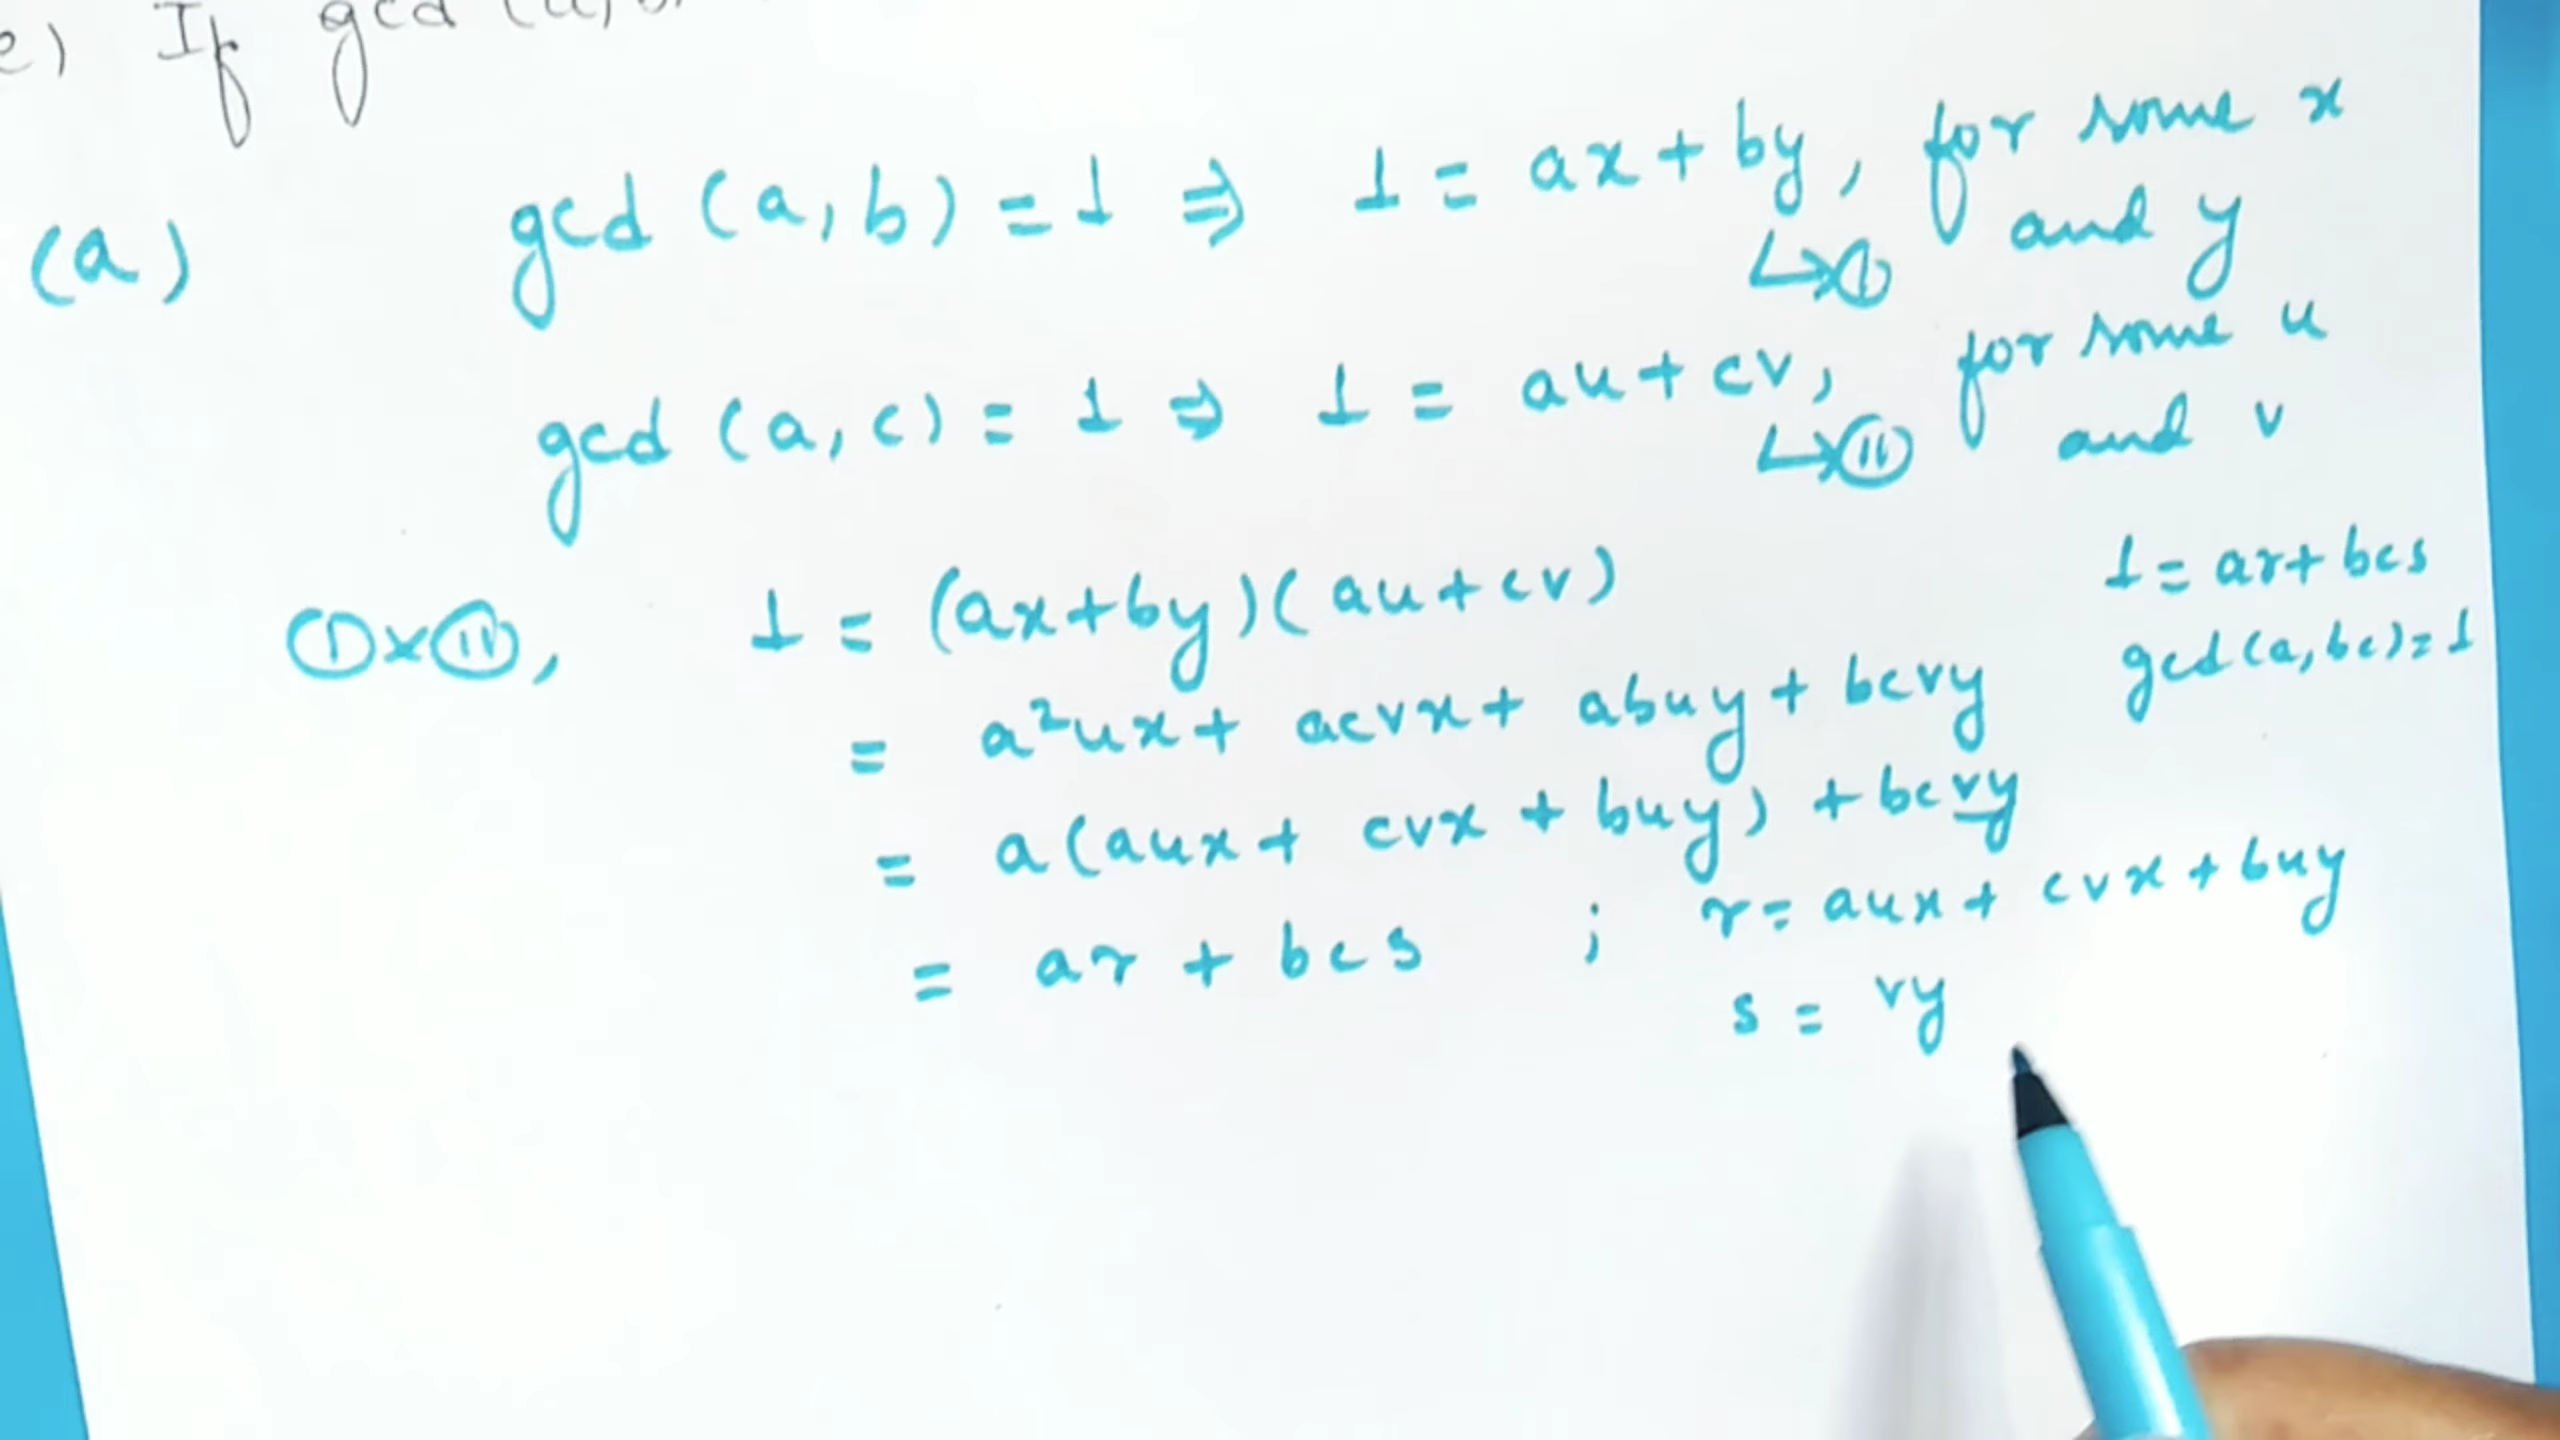 e) If gcd (a, b)
gcd (a, b) = 1 ⇒ 1 = ax + by, for some x
and y
(a)
↳ⓘ
gcd (a, c) = 1 ⇒ 1 = au + cv, for some u
and v
↳(II)
(I)×(II), 1 = (ax+by)(au+cv)
1 = ar + bcs
gcd (a, bc) = 1
= a²ux + acvx + abuy + bcvy
= a(aux + cvx + buy) + bcvy
= ar + bcs ; r = aux + cvx + buy
s = vy